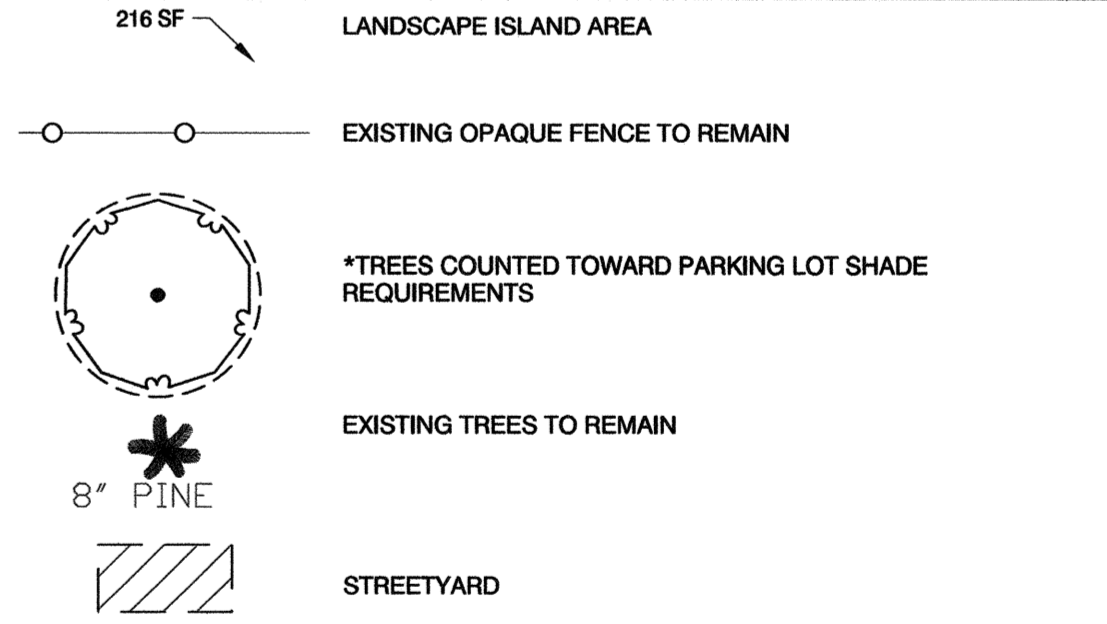 216 SF
LANDSCAPE ISLAND AREA
EXISTING OPAQUE FENCE TO REMAIN
*TREES COUNTED TOWARD PARKING LOT SHADE
REQUIREMENTS
EXISTING TREES TO REMAIN
8" PINE
STREETYARD